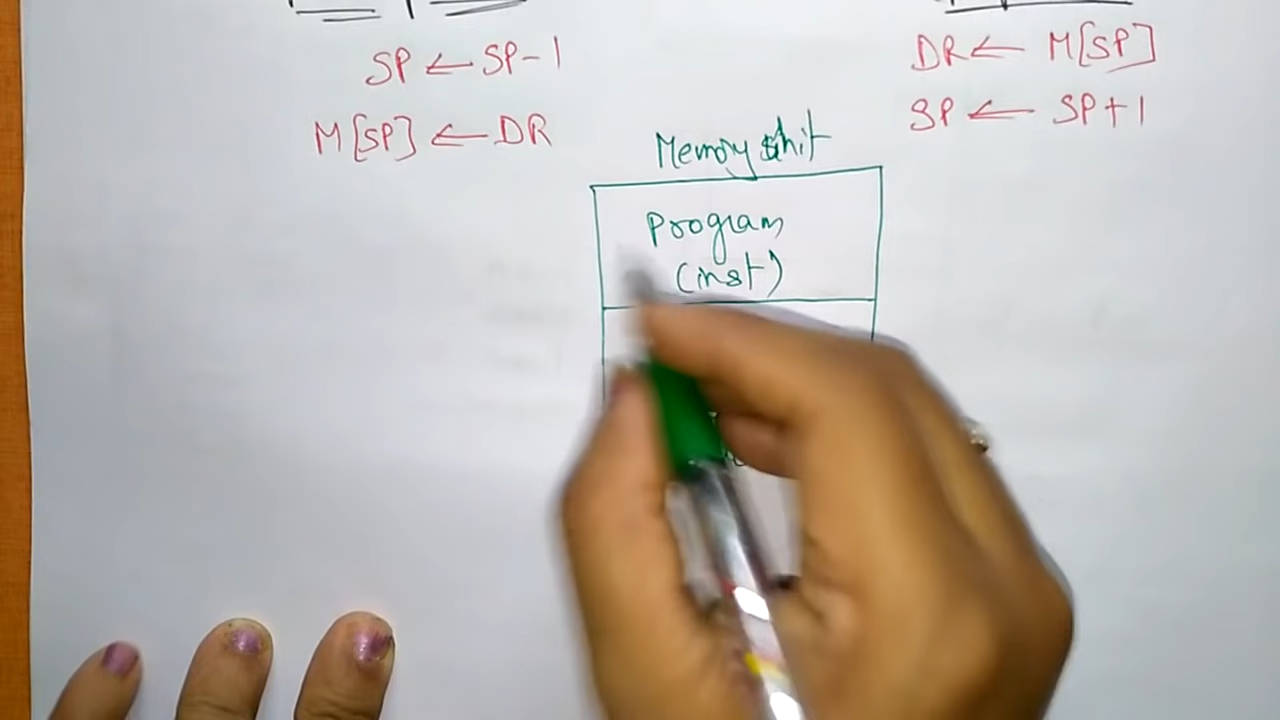 SP ← SP-1
M[SP] ← DR
DR ← M[SP]
SP ← SP+1
Memory unit
Program
(inst)